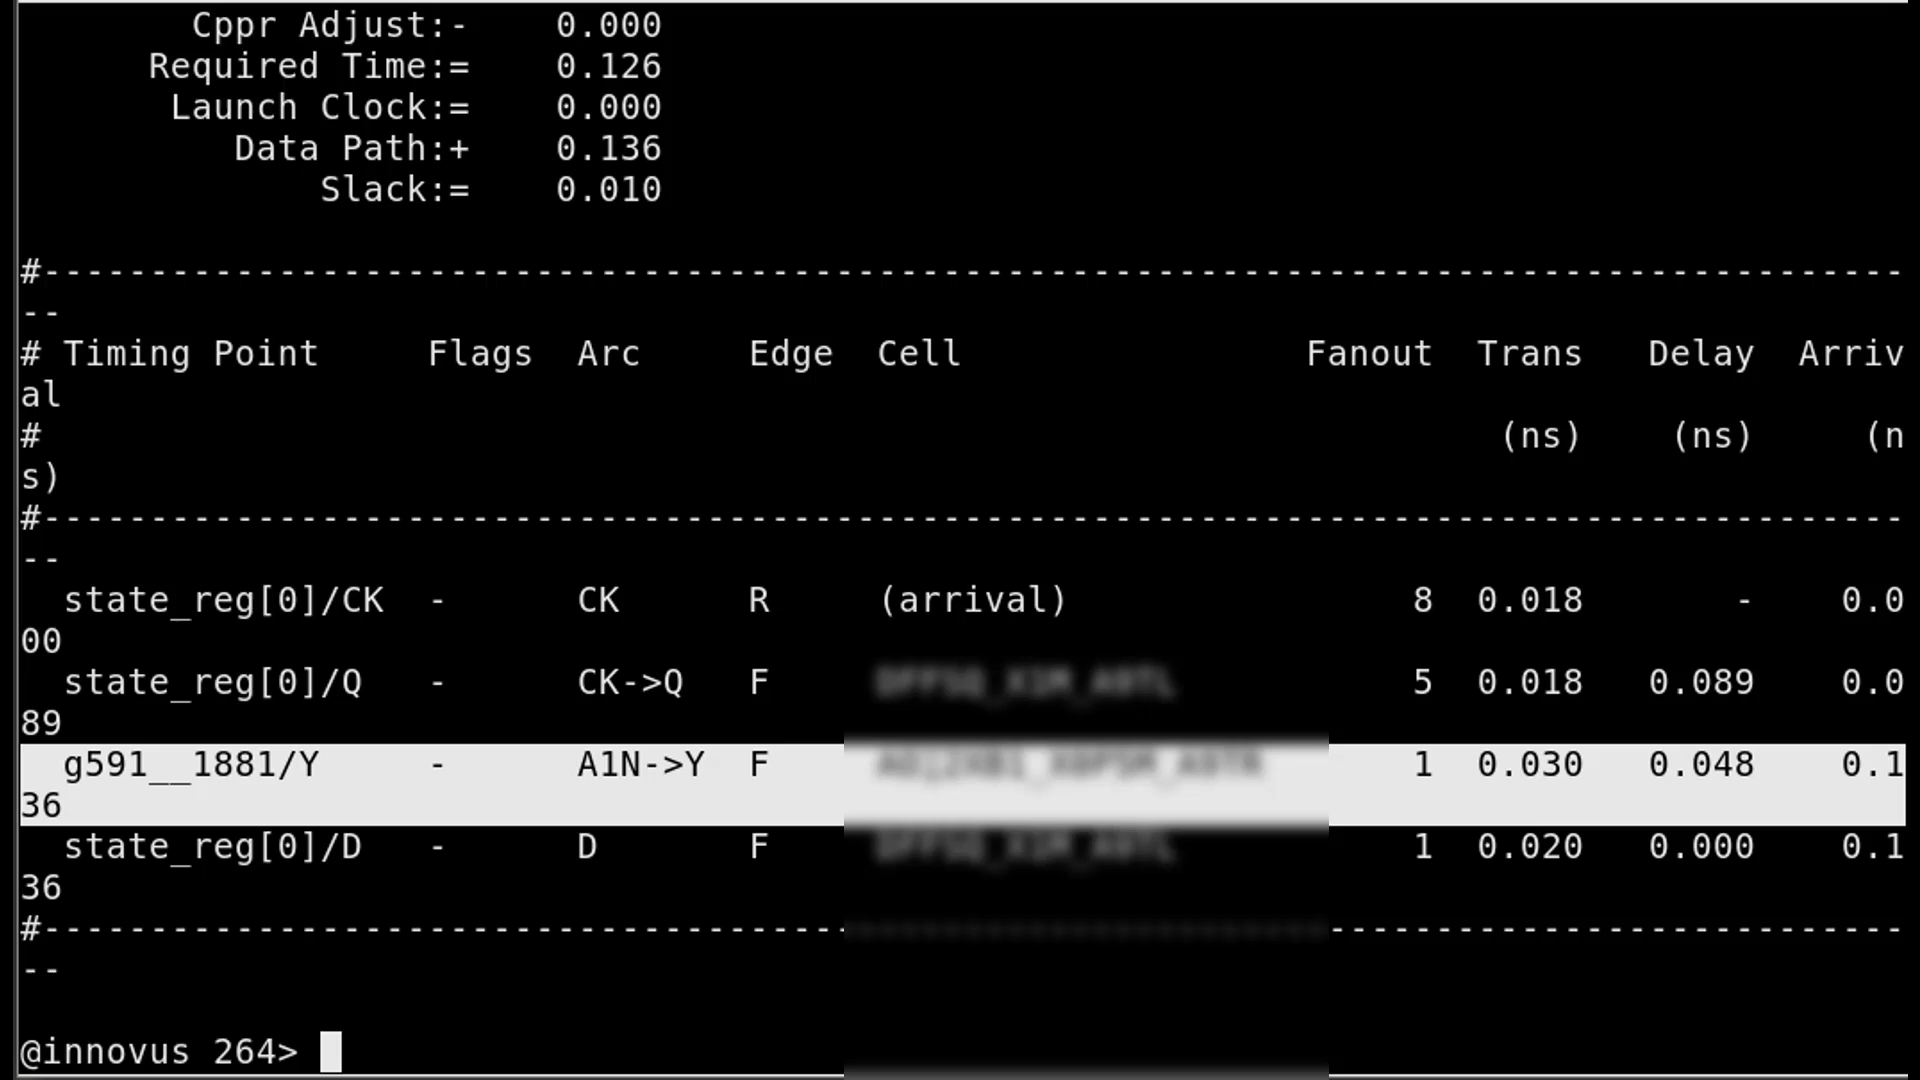 Cppr Adjust:- 0.000
Required Time:= 0.126
Launch Clock:= 0.000
Data Path:+ 0.136
Slack:= 0.010
#---------------------------------------------------------------------------------------
--
# Timing Point Flags Arc Edge Cell Fanout Trans Delay Arriv
al
# (ns) (ns) (n
s)
#---------------------------------------------------------------------------------------
--
state_reg[0]/CK - CK R (arrival) 8 0.018 - 0.0
00
state_reg[0]/Q - CK->Q F 5 0.018 0.089 0.0
89
g591__1881/Y - A1N->Y F 1 0.030 0.048 0.1
36
state_reg[0]/D - D F 1 0.020 0.000 0.1
36
#---------------------------------------------------------------------------------------
--
@innovus 264>